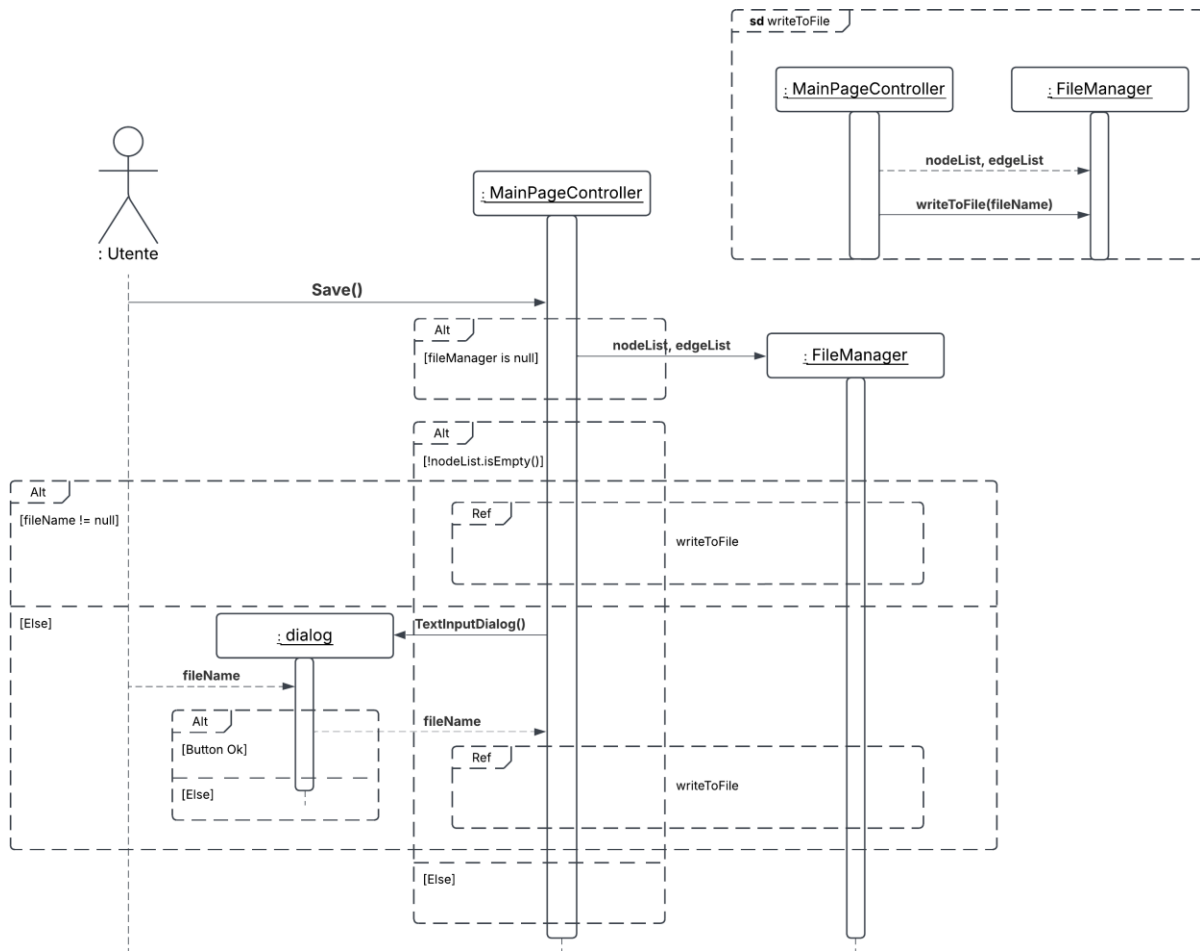 sd writeToFile
: MainPageController
: FileManager
nodeList, edgeList
writeToFile(fileName)
: Utente
: MainPageController
Save()
Alt
[fileManager is null]
nodeList, edgeList
: FileManager
Alt
[!nodeList.isEmpty()]
Alt
[fileName != null]
Ref
writeToFile
[Else]
: dialog
TextInputDialog()
fileName
Alt
[Button Ok]
fileName
[Else]
Ref
writeToFile
[Else]